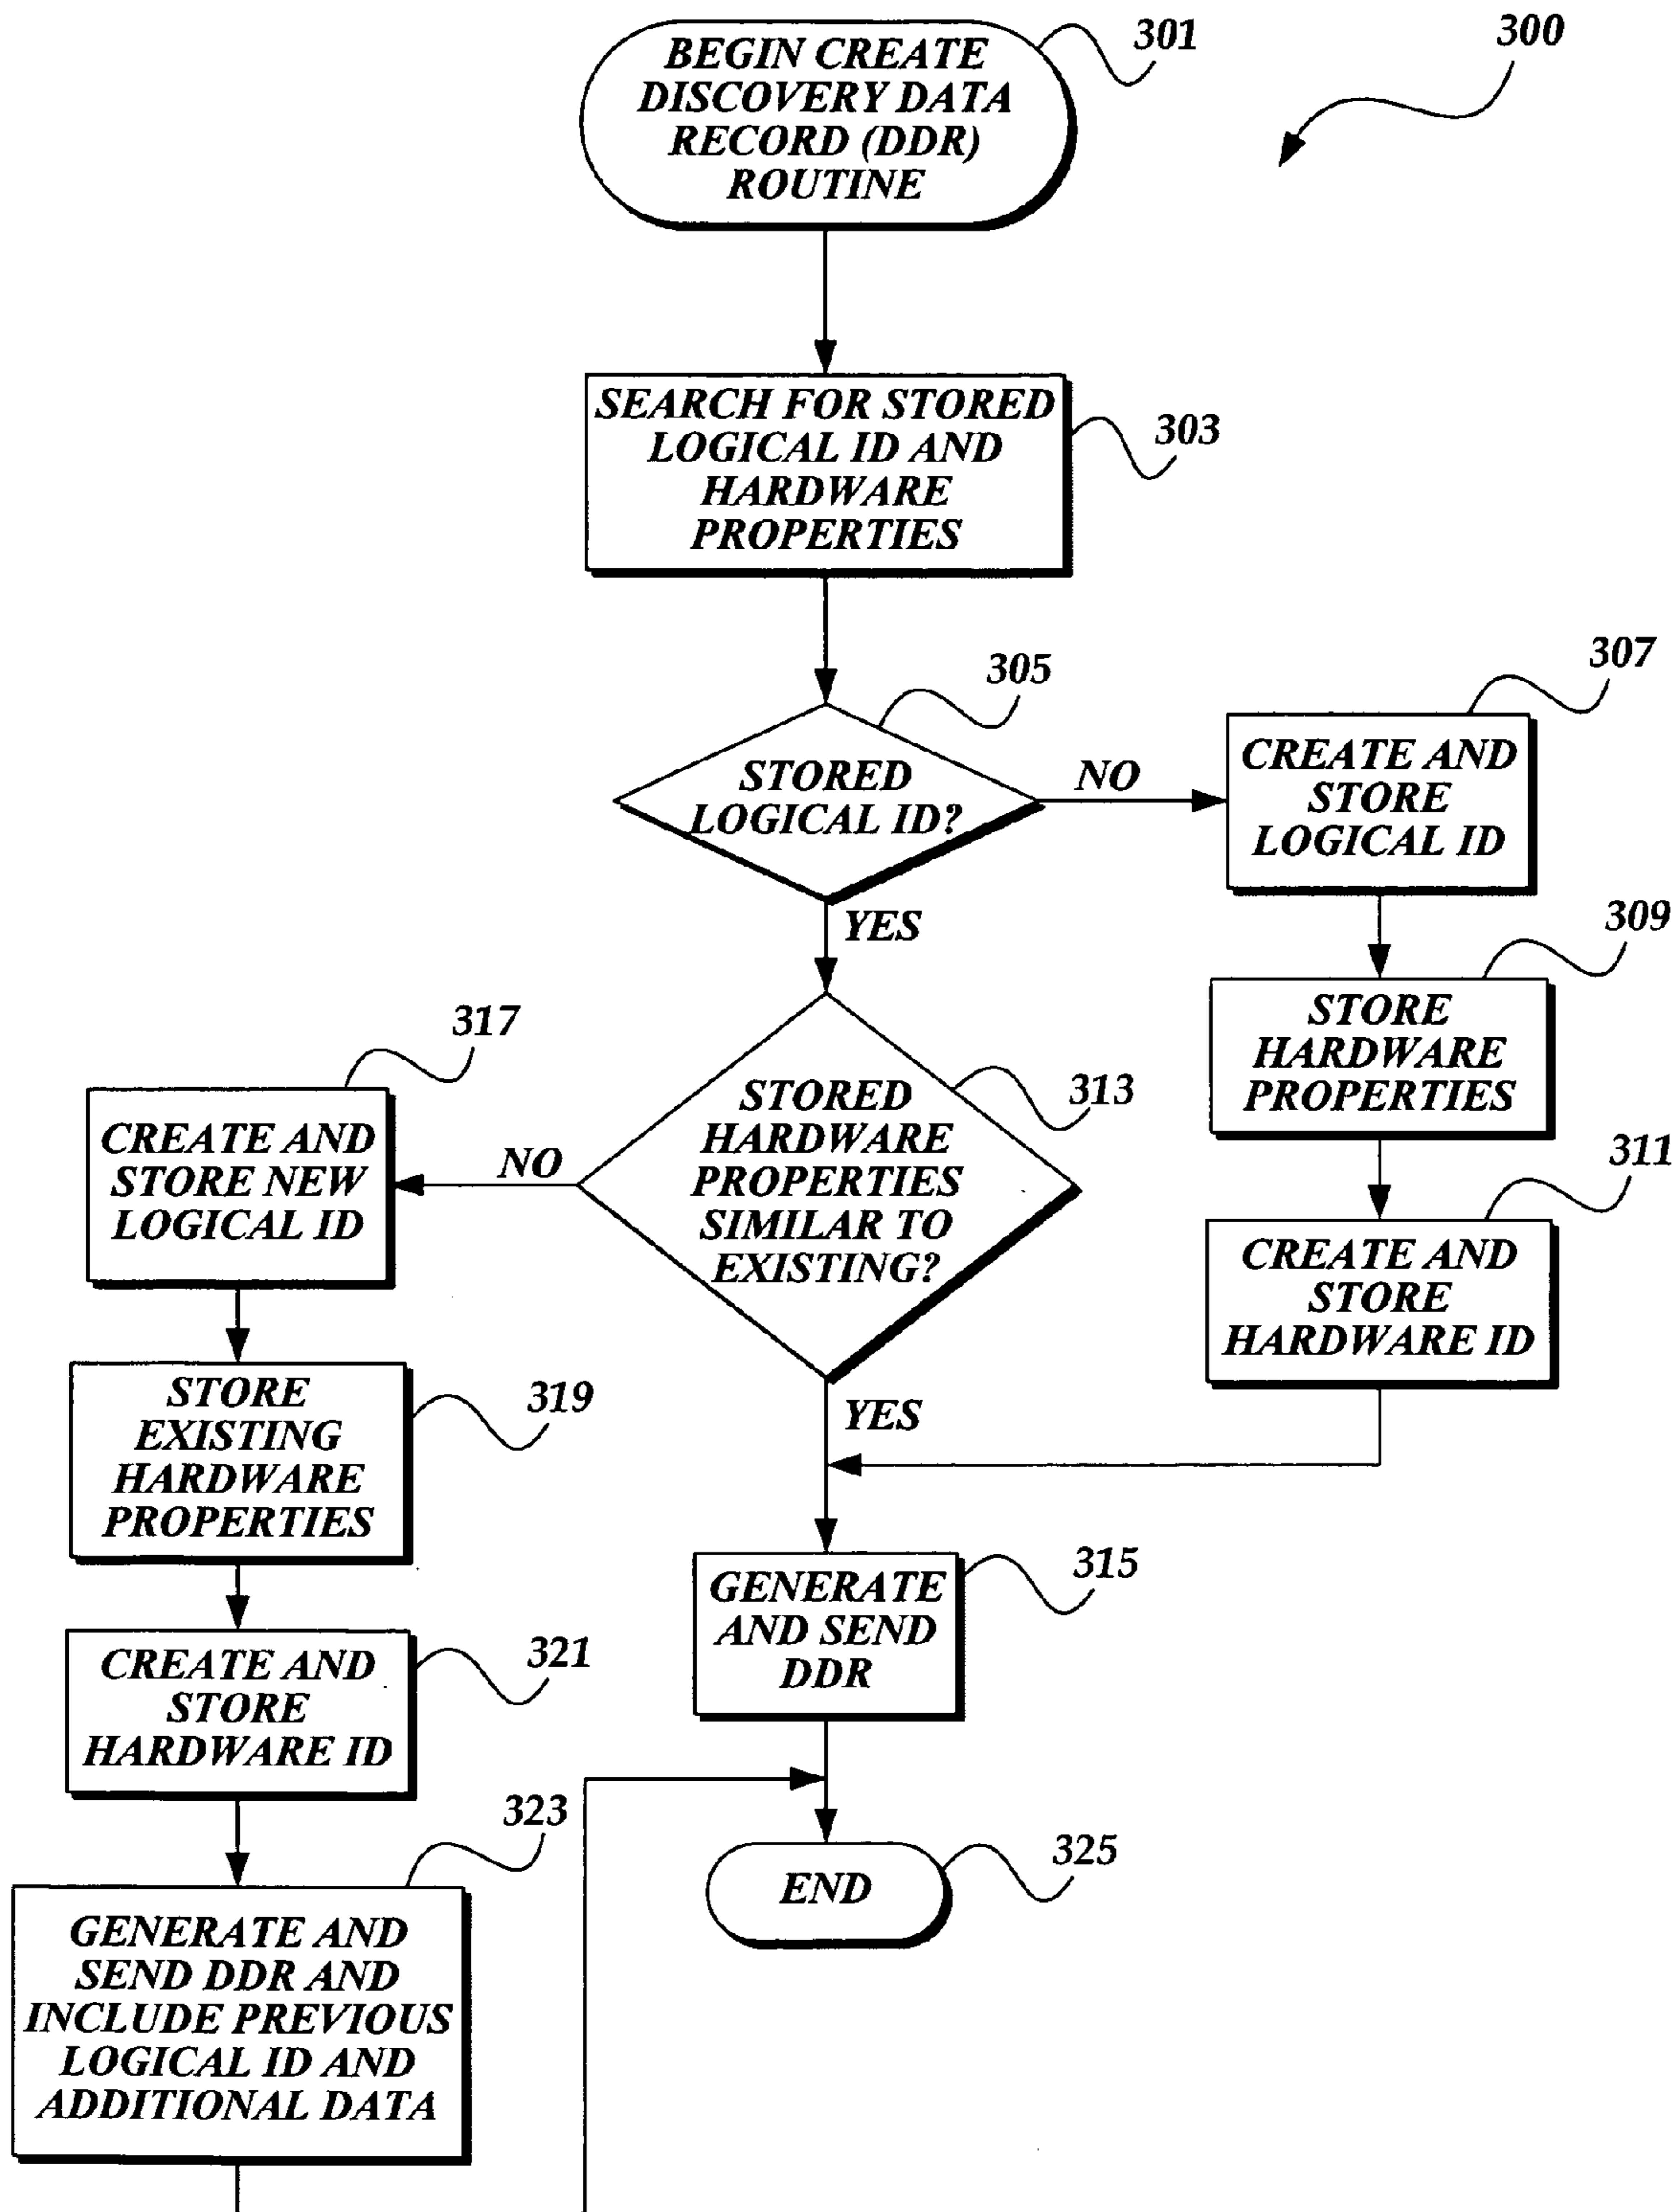 301
300
BEGIN CREATE
DISCOVERY DATA
RECORD (DDR)
ROUTINE
SEARCH FOR STORED
LOGICAL ID AND
HARDWARE
PROPERTIES
303
305
STORED
LOGICAL ID?
NO
YES
307
CREATE AND
STORE
LOGICAL ID
309
STORE
HARDWARE
PROPERTIES
311
CREATE AND
STORE
HARDWARE ID
313
STORED
HARDWARE
PROPERTIES
SIMILAR TO
EXISTING?
NO
YES
315
GENERATE
AND SEND
DDR
317
CREATE AND
STORE NEW
LOGICAL ID
319
STORE
EXISTING
HARDWARE
PROPERTIES
321
CREATE AND
STORE
HARDWARE ID
323
GENERATE AND
SEND DDR AND
INCLUDE PREVIOUS
LOGICAL ID AND
ADDITIONAL DATA
325
END